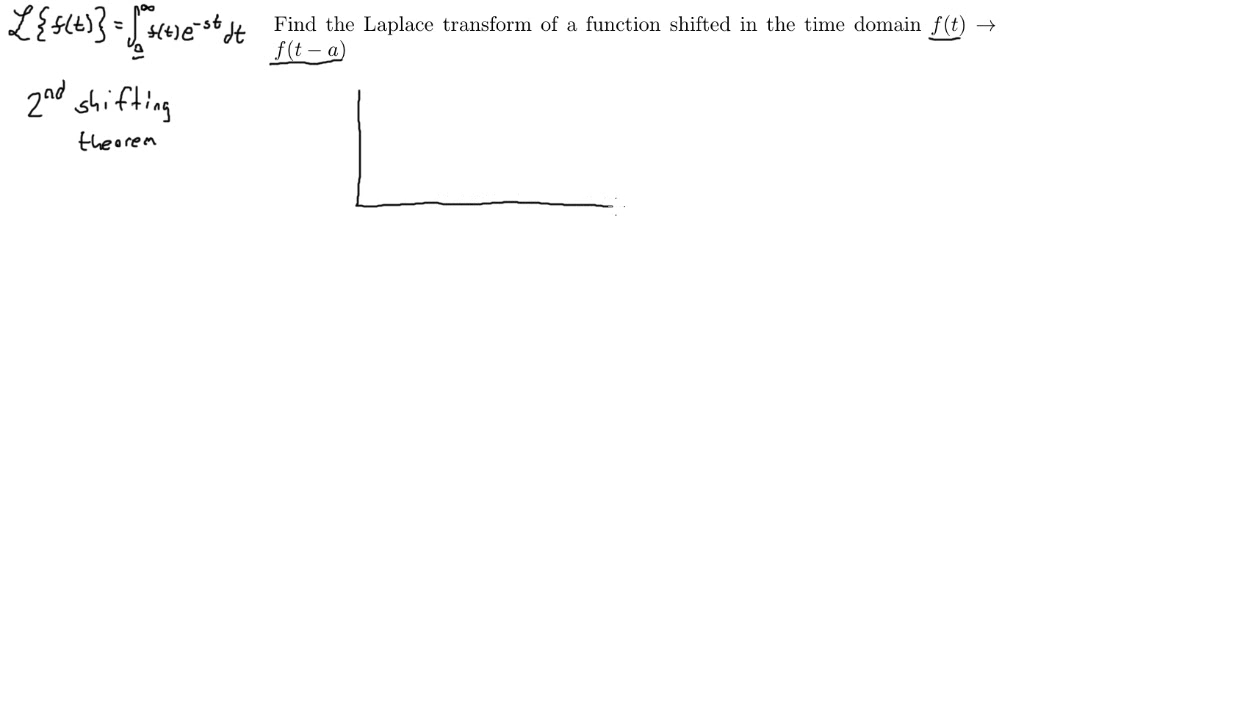 ℒ{f(t)} = ∫₀^∞ f(t)e^{-st} dt
Find the Laplace transform of a function shifted in the time domain f(t) →
f(t − a)
2nd shifting
theorem